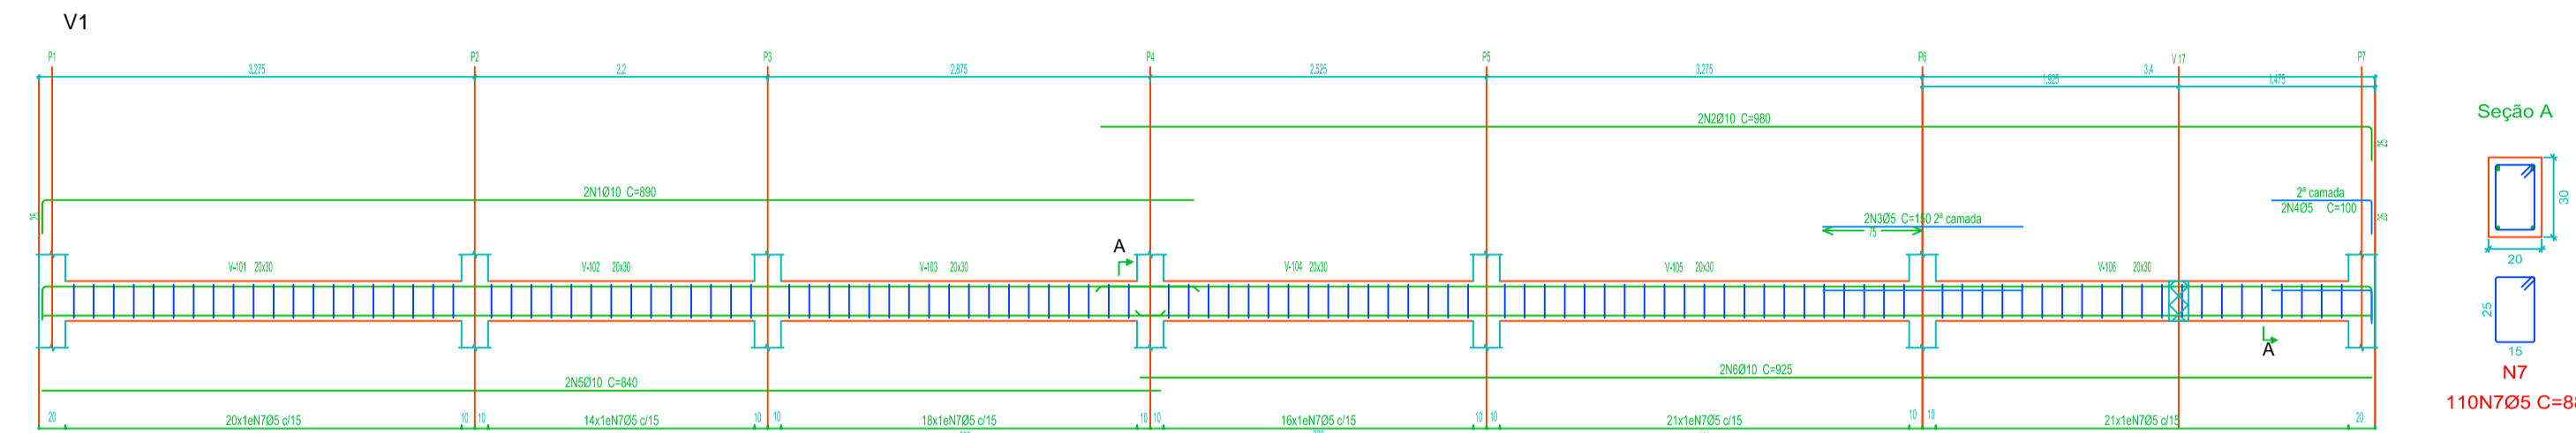 V1
P1 P2 P3 P4 P5 P6 V 17 P7
3.275 2.2 2.875 2.525 3.275 3.4
1.925 1.475
Seção A
2N2Ø10 C=980
25
2N1Ø10 C=890
25
2ª camada
2N4Ø5 C=100
25
2N3Ø5 C=150 2ª camada
75
30
20
A
V-101 20x30 V-102 20x30 V-103 20x30 V-104 20x30 V-105 20x30 V-106 20x30
25
15
A
2N5Ø10 C=840
2N6Ø10 C=925
N7
110N7Ø5 C=
20 20x1eN7Ø5 c/15 10 10 14x1eN7Ø5 c/15 10 10 18x1eN7Ø5 c/15 10 10 16x1eN7Ø5 c/15 10 10 21x1eN7Ø5 c/15 10 10 21x1eN7Ø5 c/15 20